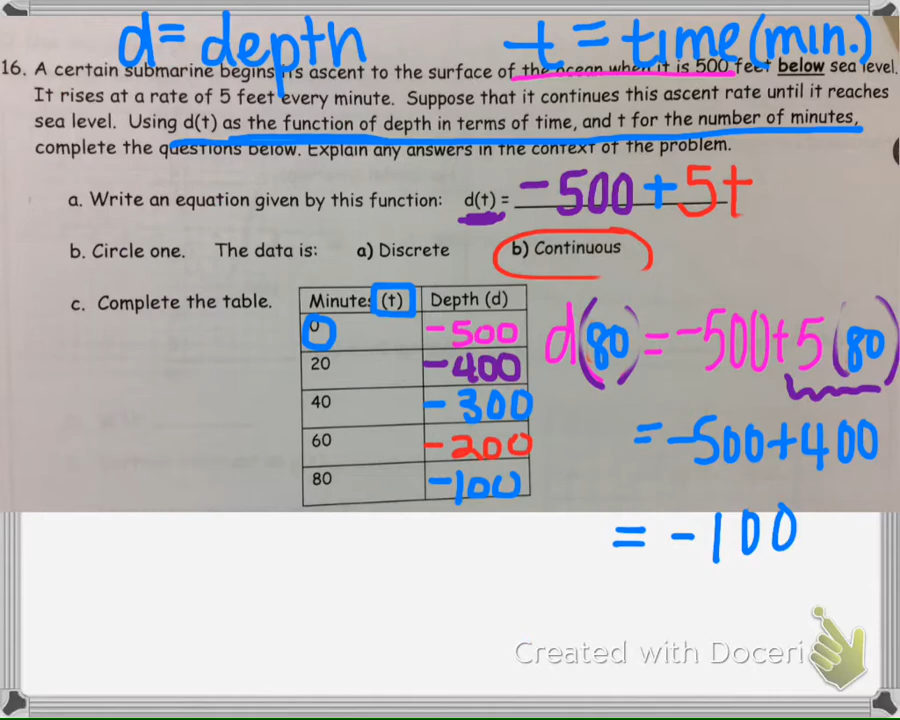 d = depth t = time (min.)
16. A certain submarine begins its ascent to the surface of the ocean when it is 500 feet below sea level.
It rises at a rate of 5 feet every minute. Suppose that it continues this ascent rate until it reaches
sea level. Using d(t) as the function of depth in terms of time, and t for the number of minutes,
complete the questions below. Explain any answers in the context of the problem.
a. Write an equation given by this function: d(t) = -500 + 5t
b. Circle one. The data is: a) Discrete b) Continuous
c. Complete the table.
Minutes (t) Depth (d)
0 -500
20 -400
40 -300
60 -200
80 -100
d(80) = -500 + 5(80)
= -500 + 400
= -100
Created with Doceri